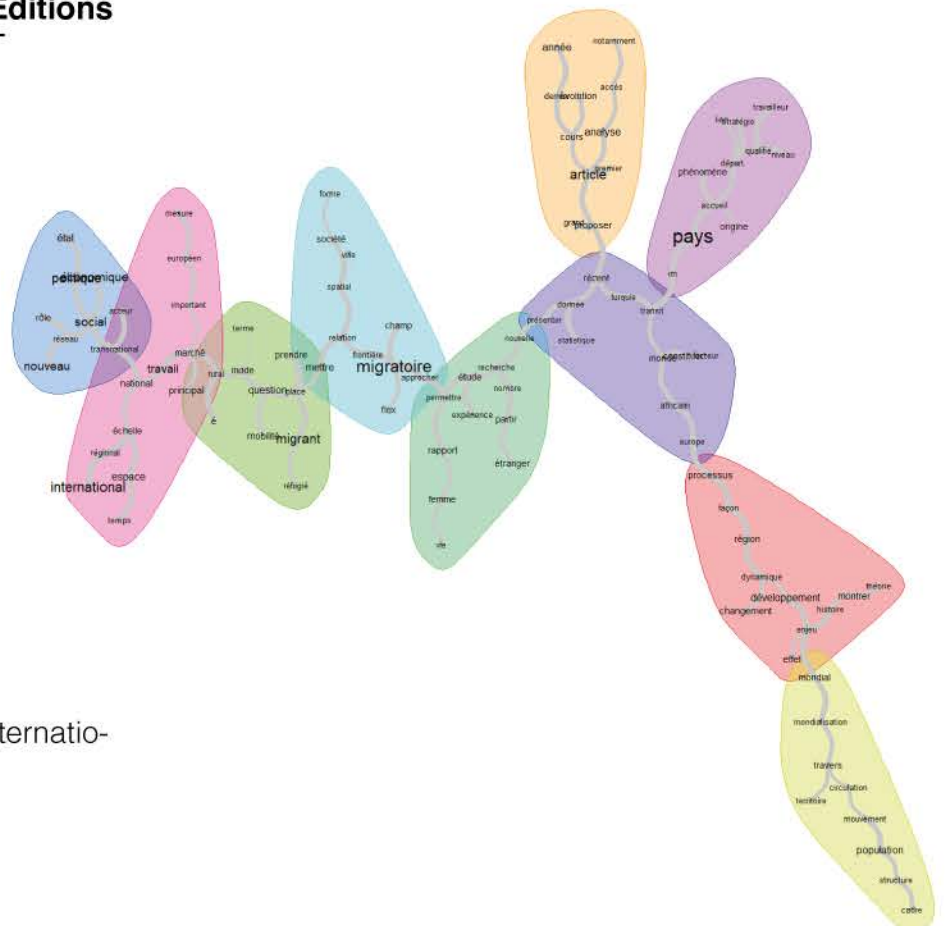 Editions
année
notamment
accès
évolution
cours
analyse
premier
article
proposer
travailleur
stratégie
qualifié
niveau
départ
phénomène
accueil
origine
pays
récent
turquie
donnée
transit
présenter
statistique
nouvelle
africain
europe
forme
société
ville
spatial
relation
champ
frontière
migratoire
approcher
flux
mesure
européen
important
marché
travail
rural
principal
national
échelle
régional
espace
international
temps
état
économique
rôle
acteur
social
réseau
transnational
nouveau
terme
prendre
mettre
mode
question
place
mobilité
migrant
réfugié
é
recherche
étude
nombre
permettre
expérience
partir
rapport
étranger
femme
vie
processus
façon
région
dynamique
développement
théorie
montrer
changement
histoire
enjeu
effet
mondial
mondialisation
travers
circulation
territoire
mouvement
population
structure
cadre
ternatio-